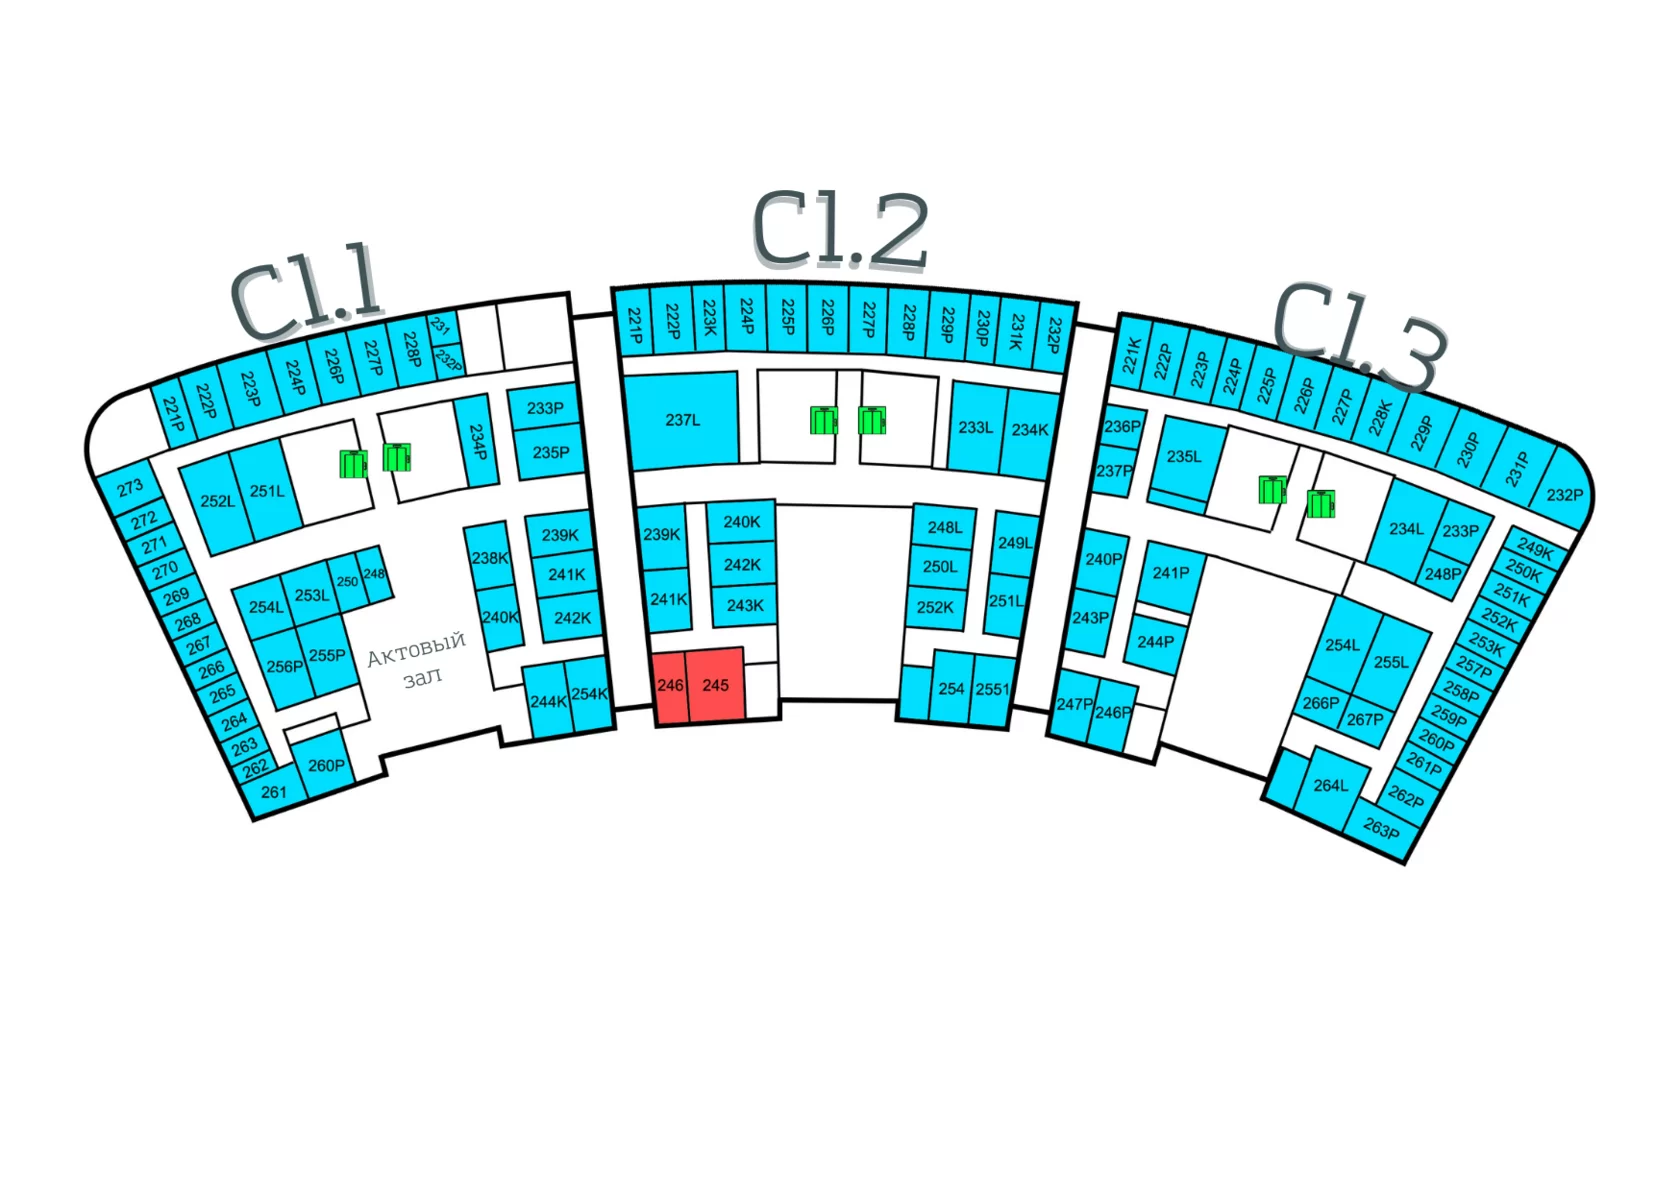 C1.1
C1.2
C1.3
221P
222P
223P
224P
226P
227P
228P
231
232P
233P
235P
234P
251L
252L
273
272
271
270
269
268
267
266
265
264
263
262
261
260P
254L
253L
250
248
256P
255P
Актовый
зал
238K
240K
239K
241K
242K
244K
254K
221P
222P
223K
224P
225P
226P
227P
228P
229P
230P
231K
232P
237L
233L
234K
239K
241K
240K
242K
243K
246
245
248L
250L
252K
249L
251L
254
2551
221K
222P
223P
224P
225P
226P
227P
228K
229P
230P
231P
232P
236P
237P
235L
234L
233P
248P
240P
243P
241P
244P
247P
246P
249K
250K
251K
252K
253K
257P
258P
259P
260P
261P
262P
263P
254L
255L
266P
267P
264L